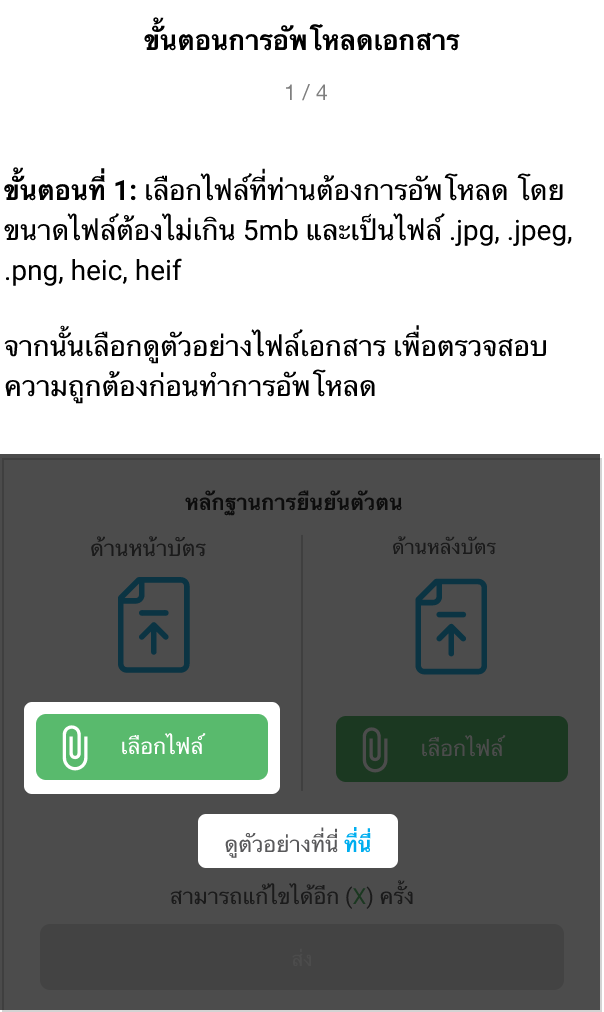 ขั้นตอนการอัพโหลดเอกสาร
1 / 4
ขั้นตอนที่ 1: เลือกไฟล์ที่ท่านต้องการอัพโหลด โดย
ขนาดไฟล์ต้องไม่เกิน 5mb และเป็นไฟล์ .jpg, .jpeg,
.png, heic, heif
จากนั้นเลือกดูตัวอย่างไฟล์เอกสาร เพื่อตรวจสอบ
ความถูกต้องก่อนทำการอัพโหลด
หลักฐานการยืนยันตัวตน
ด้านหน้าบัตร
ด้านหลังบัตร
เลือกไฟล์
เลือกไฟล์
ดูตัวอย่างที่นี่ ที่นี่
สามารถแก้ไขได้อีก (X) ครั้ง
ส่ง